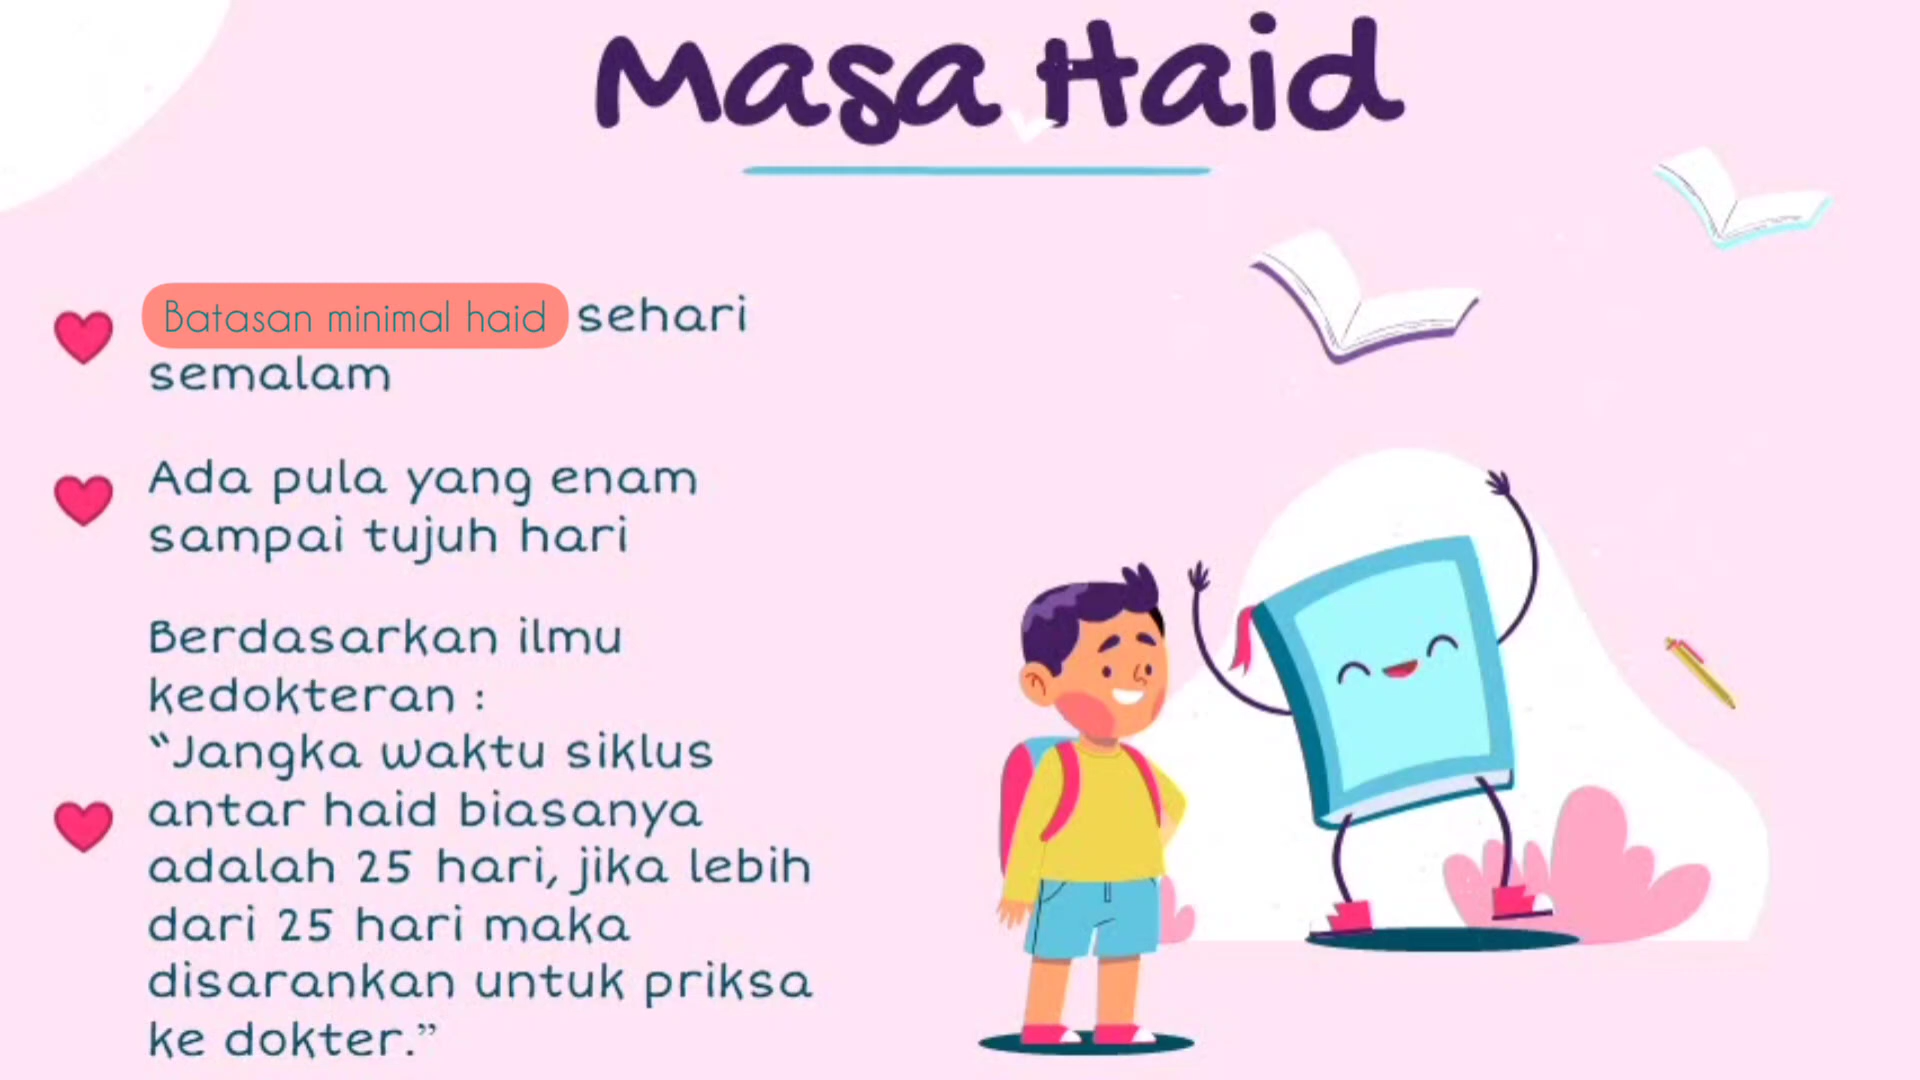 Masa Haid
Batasan minimal haid sehari
semalam
Ada pula yang enam
sampai tujuh hari
Berdasarkan ilmu
kedokteran :
“Jangka waktu siklus
antar haid biasanya
adalah 25 hari, jika lebih
dari 25 hari maka
disarankan untuk priksa
ke dokter.”